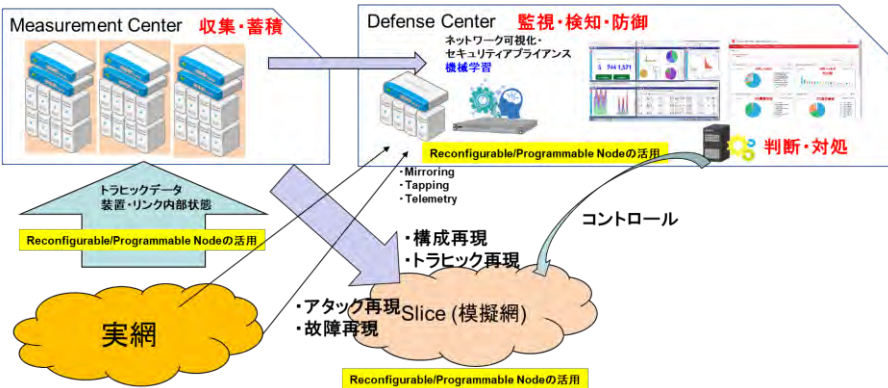 Measurement Center 収集・蓄積
Defense Center 監視・検知・防御
ネットワーク可視化・
セキュリティアプライアンス
機械学習
Reconfigurable/Programmable Nodeの活用
判断・対処
・Mirroring
・Tapping
・Telemetry
トラヒックデータ
装置・リンク内部状態
Reconfigurable/Programmable Nodeの活用
コントロール
・構成再現
・トラヒック再現
・アタック再現
・故障再現
Slice (模擬網)
実網
Reconfigurable/Programmable Nodeの活用